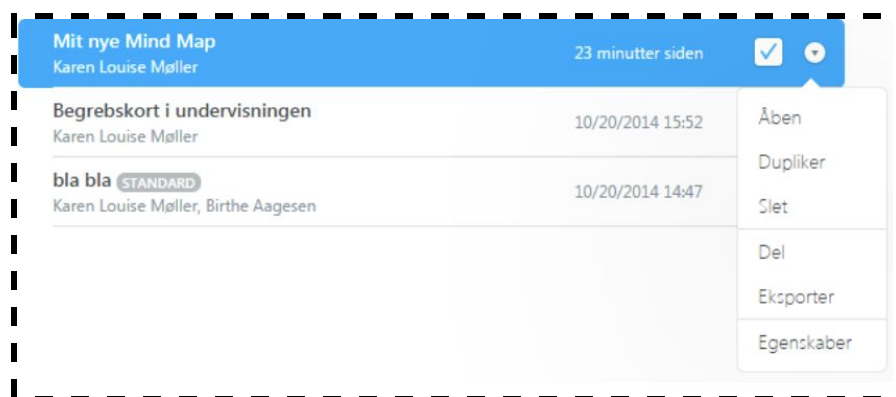 Mit nye Mind Map
Karen Louise Møller
23 minutter siden
Begrebskort i undervisningen
Karen Louise Møller
10/20/2014 15:52
bla bla STANDARD
Karen Louise Møller, Birthe Aagesen
10/20/2014 14:47
Åben
Dupliker
Slet
Del
Eksporter
Egenskaber